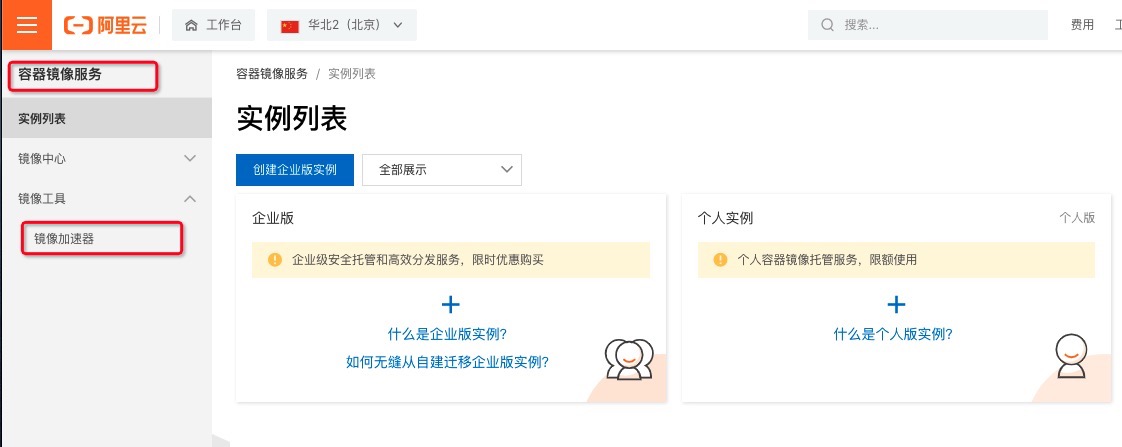 阿里云
工作台
华北2（北京）
搜索...
费用
容器镜像服务
实例列表
镜像中心
镜像工具
镜像加速器
容器镜像服务 / 实例列表
实例列表
创建企业版实例
全部展示
企业版
企业级安全托管和高效分发服务，限时优惠购买
什么是企业版实例?
如何无缝从自建迁移企业版实例?
个人实例
个人版
个人容器镜像托管服务，限额使用
什么是个人版实例?